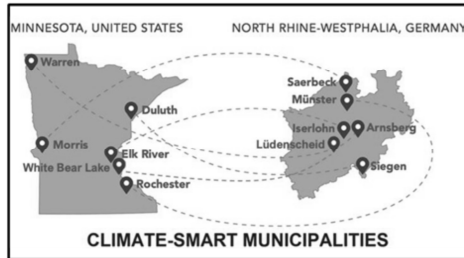 MINNESOTA, UNITED STATES
NORTH RHINE-WESTPHALIA, GERMANY
Warren
Duluth
Morris
Elk River
White Bear Lake
Rochester
Saerbeck
Münster
Iserlohn
Arnsberg
Lüdenscheid
Siegen
CLIMATE-SMART MUNICIPALITIES